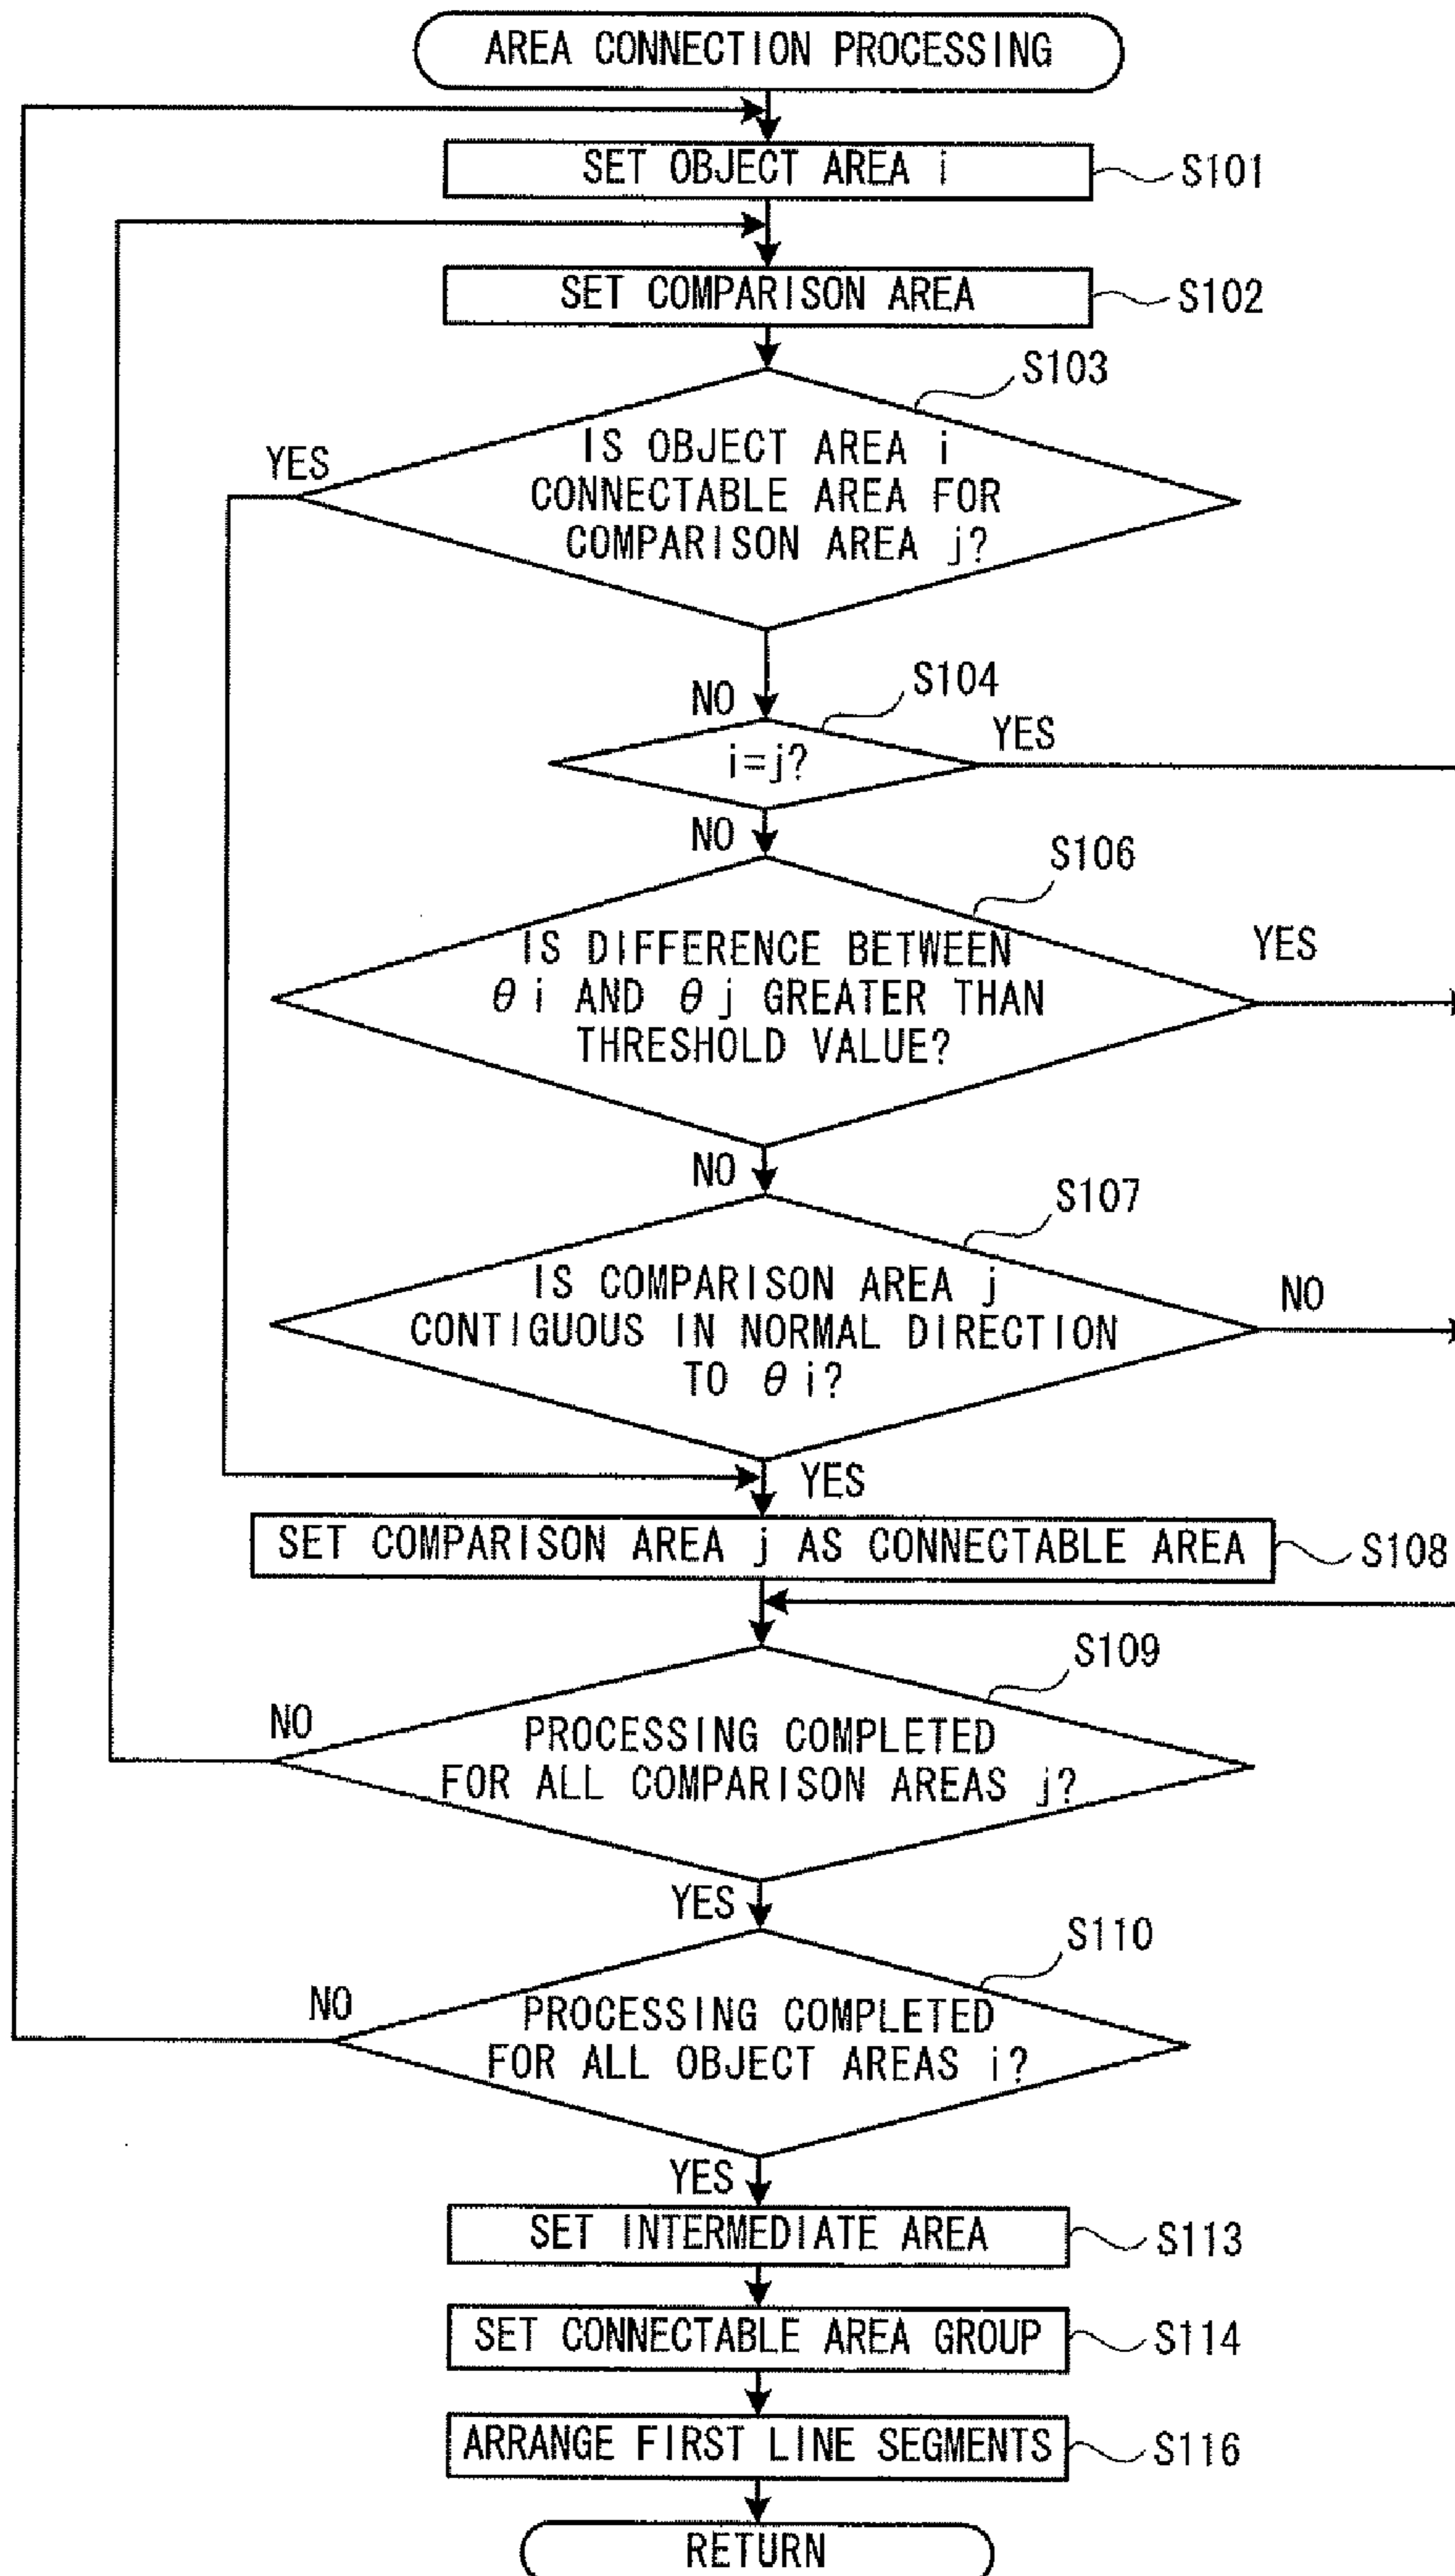 AREA CONNECTION PROCESSING
SET OBJECT AREA i
S101
SET COMPARISON AREA
S102
S103
IS OBJECT AREA i
CONNECTABLE AREA FOR
COMPARISON AREA j?
YES
NO
S104
i=j?
YES
NO
S106
IS DIFFERENCE BETWEEN
θi AND θj GREATER THAN
THRESHOLD VALUE?
YES
NO
S107
IS COMPARISON AREA j
CONTIGUOUS IN NORMAL DIRECTION
TO θi?
NO
YES
SET COMPARISON AREA j AS CONNECTABLE AREA
S108
S109
NO
PROCESSING COMPLETED
FOR ALL COMPARISON AREAS j?
YES
S110
NO
PROCESSING COMPLETED
FOR ALL OBJECT AREAS i?
YES
SET INTERMEDIATE AREA
S113
SET CONNECTABLE AREA GROUP
S114
ARRANGE FIRST LINE SEGMENTS
S116
RETURN